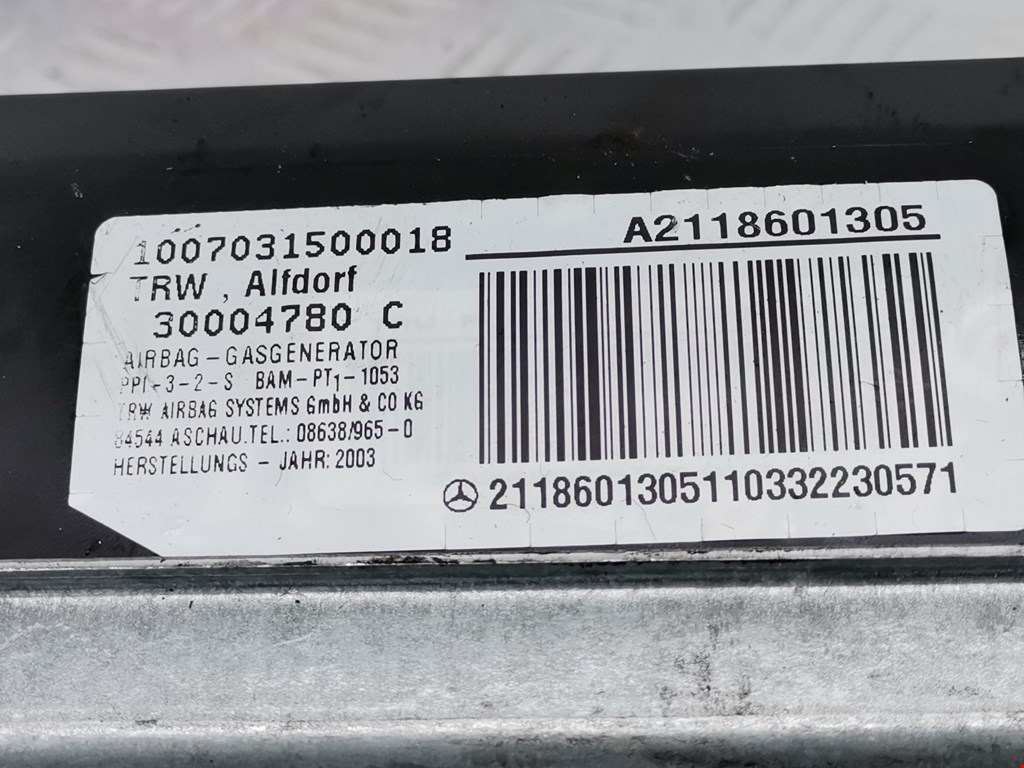 1007031500018
TRW , Alfdorf
30004780 C
AIRBAG – GASGENERATOR
PPI – 3 – 2 – S BAM – PT1 – 1053
TRW AIRBAG SYSTEMS GmbH & CO KG
84544 ASCHAU.TEL.: 08638/965 – 0
HERSTELLUNGS – JAHR: 2003
A2118601305
2118601305110332230571